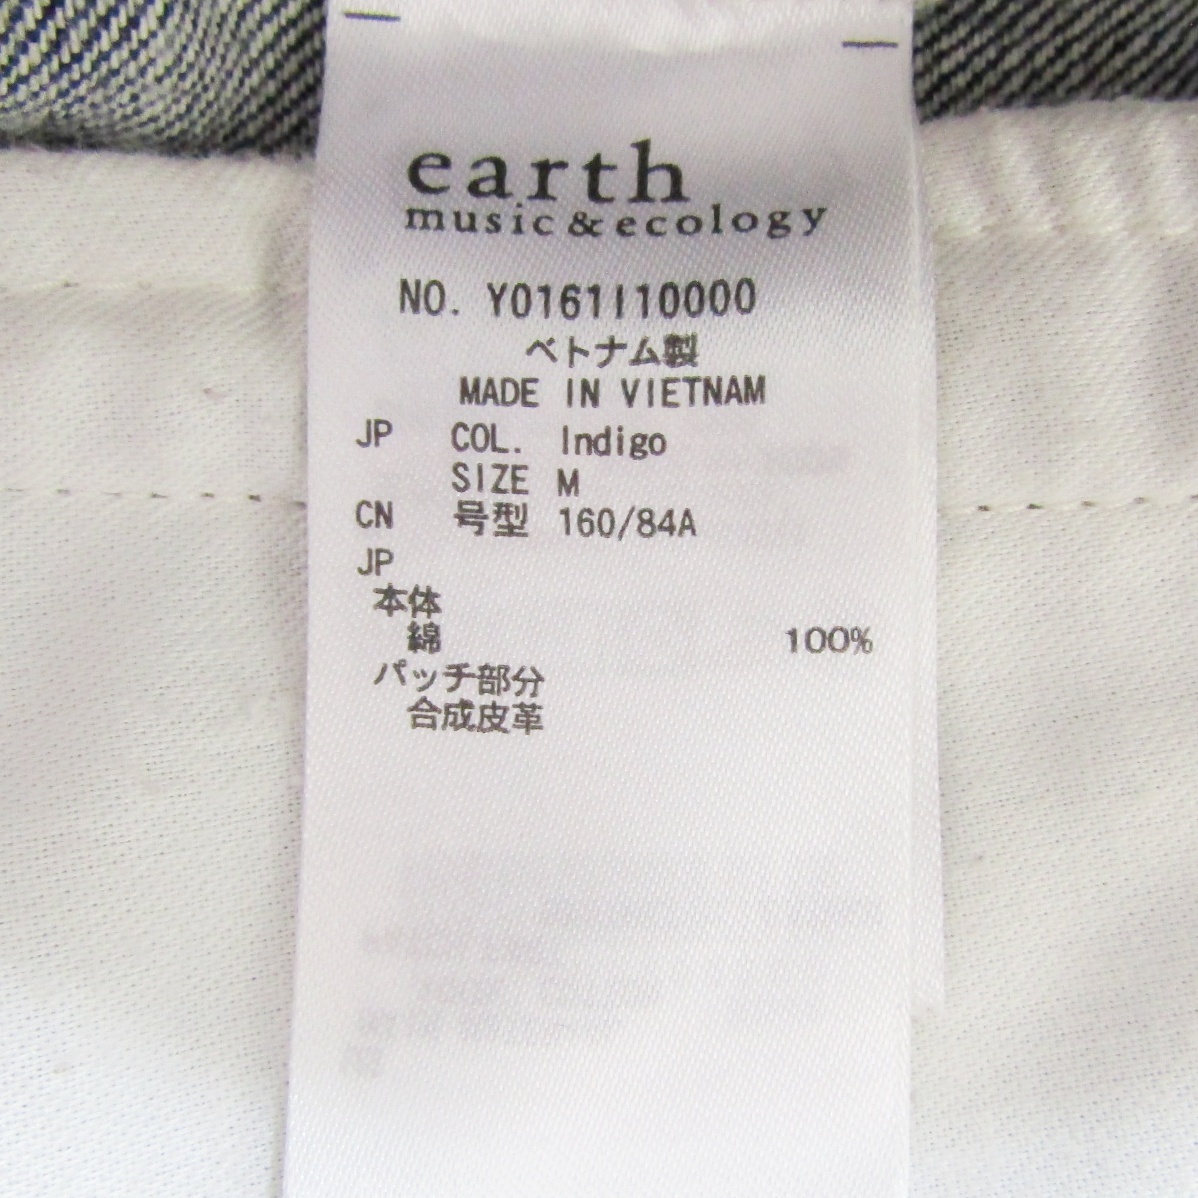 earth
music&ecology
NO. Y0161I10000
ベトナム製
MADE IN VIETNAM
JP COL. Indigo
SIZE M
CN 号型 160/84A
JP
本体
綿 100%
パッチ部分
合成皮革